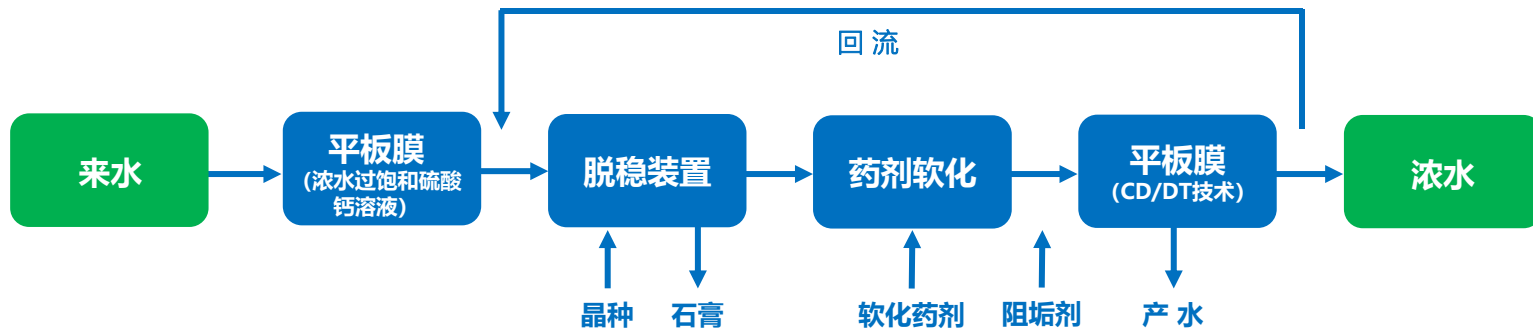 回 流
来水
平板膜
(浓水过饱和硫酸
钙溶液)
脱稳装置
药剂软化
平板膜
(CD/DT技术)
浓水
晶种
石膏
软化药剂
阻垢剂
产 水